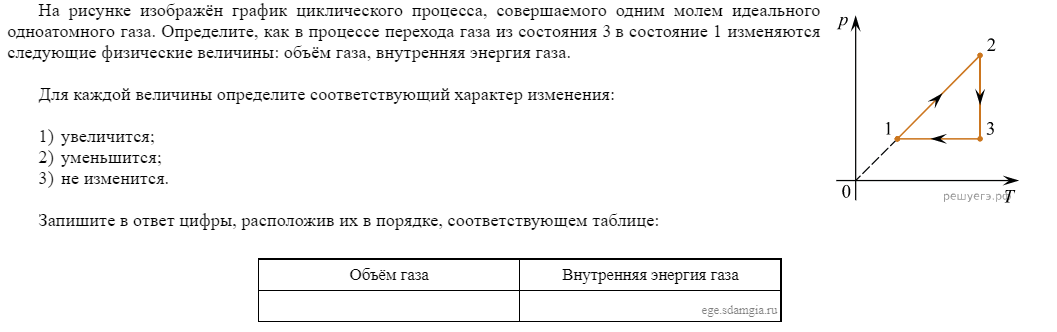 На рисунке изображён график циклического процесса, совершаемого одним молем идеального
одноатомного газа. Определите, как в процессе перехода газа из состояния 3 в состояние 1 изменяются
следующие физические величины: объём газа, внутренняя энергия газа.
Для каждой величины определите соответствующий характер изменения:
1) увеличится;
2) уменьшится;
3) не изменится.
Запишите в ответ цифры, расположив их в порядке, соответствующем таблице:
Объём газа
Внутренняя энергия газа
ege.sdamgia.ru
p
2
1
3
0
решуегэ.рф
T